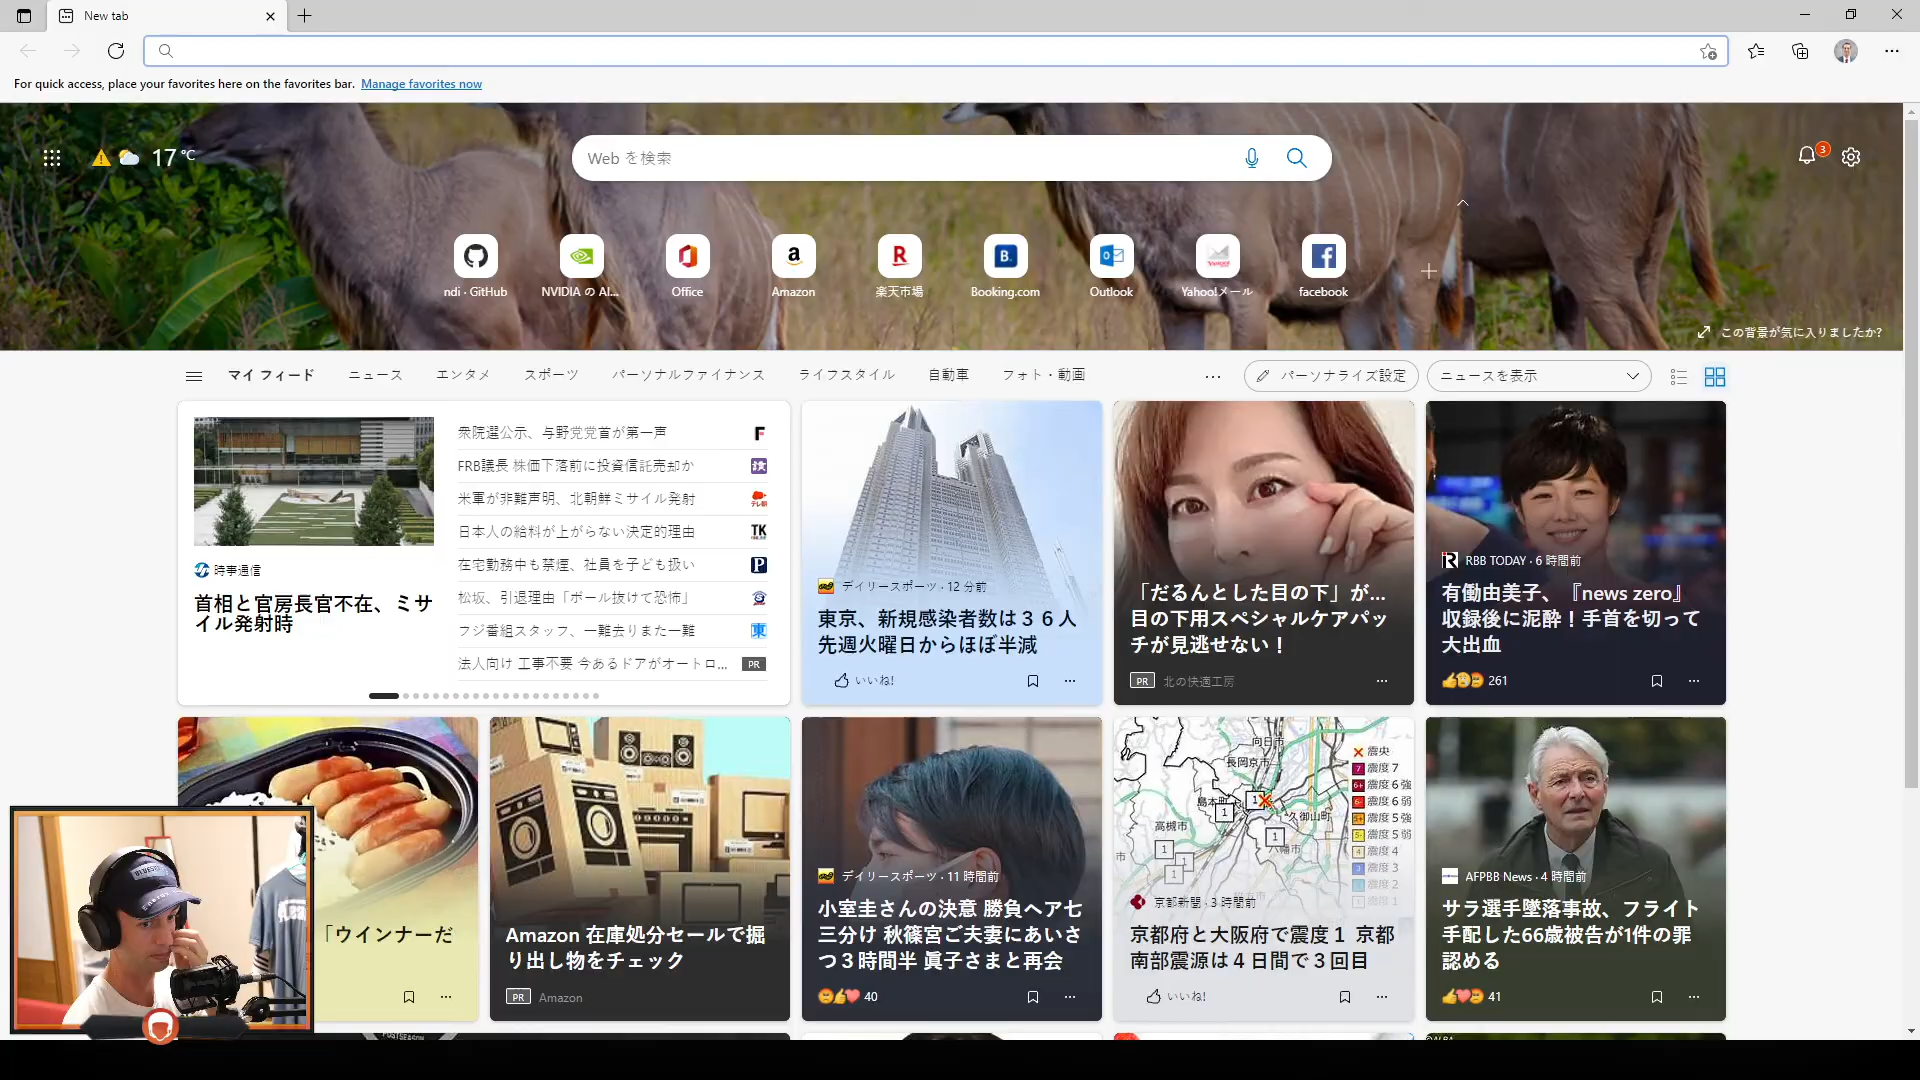 New tab
For quick access, place your favorites here on the favorites bar. Manage favorites now
17 °C
Web を検索
3
ndi · GitHub
NVIDIA の AI...
Office
Amazon
楽天市場
Booking.com
Outlook
Yahoo!メール
facebook
この背景が気に入りましたか?
マイ フィード
ニュース
エンタメ
スポーツ
パーソナルファイナンス
ライフスタイル
自動車
フォト・動画
パーソナライズ設定
ニュースを表示
時事通信
首相と官房長官不在、ミサ
イル発射時
衆院選公示、与野党党首が第一声
FRB議長 株価下落前に投資信託売却か
米軍が非難声明、北朝鮮ミサイル発射
日本人の給料が上がらない決定的理由
在宅勤務中も禁煙、社員を子ども扱い
松坂、引退理由「ボール抜けて恐怖」
フジ番組スタッフ、一難去りまた一難
法人向け 工事不要 今あるドアがオートロ...
PR
デイリースポーツ · 12 分前
東京、新規感染者数は３６人
先週火曜日からほぼ半減
いいね!
「だるんとした目の下」が...
目の下用スペシャルケアパッ
チが見逃せない！
PR 北の快適工房
RBB TODAY · 6 時間前
有働由美子、『news zero』
収録後に泥酔！手首を切って
大出血
261
「ウインナーだ
Amazon 在庫処分セールで掘
り出し物をチェック
PR Amazon
デイリースポーツ · 11 時間前
小室圭さんの決意 勝負ヘア七
三分け 秋篠宮ご夫妻にあいさ
つ３時間半 眞子さまと再会
40
向日市
長岡京市
島本町
久御山町
高槻市
八幡市
震央
震度 7
震度 6 強
震度 6 弱
震度 5 強
震度 5 弱
震度 4
震度 3
震度 2
震度 1
京都新聞 · 3 時間前
京都府と大阪府で震度１ 京都
南部震源は４日間で３回目
いいね!
AFPBB News · 4 時間前
サラ選手墜落事故、フライト
手配した66歳被告が1件の罪
認める
41